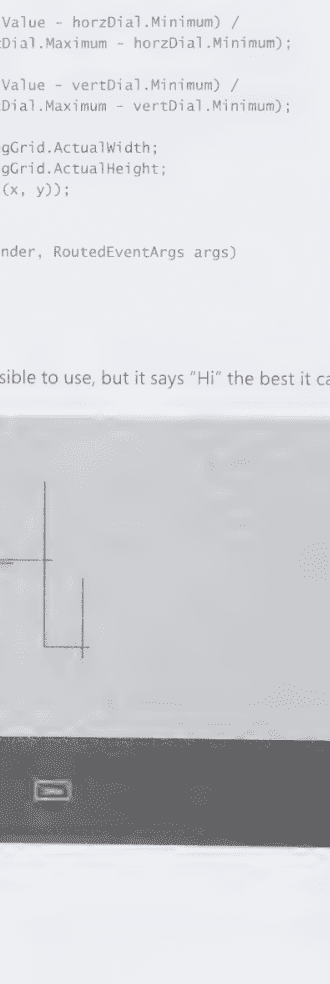 Value - horzDial.Minimum) /
Dial.Maximum - horzDial.Minimum);
Value - vertDial.Minimum) /
Dial.Maximum - vertDial.Minimum);
gGrid.ActualWidth;
gGrid.ActualHeight;
(x, y));
nder, RoutedEventArgs args)
sible to use, but it says “Hi” the best it ca